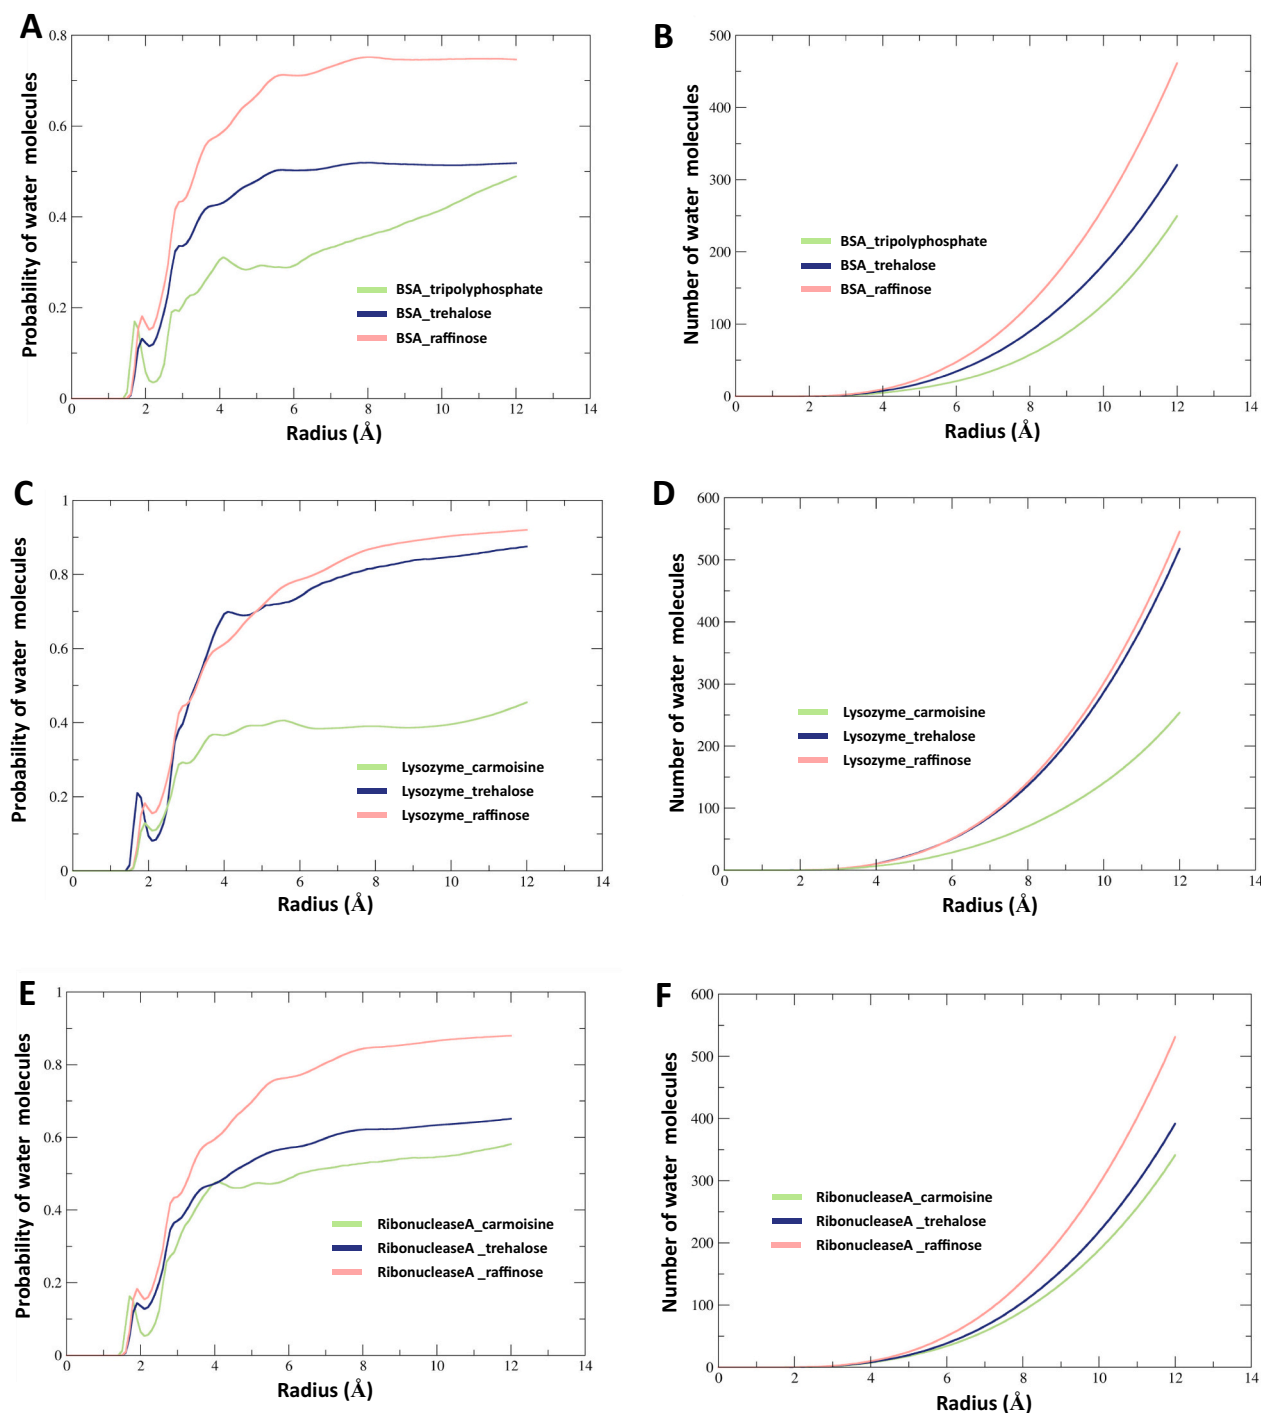 A
Probability of water molecules
0.8
0.6
0.4
0.2
0
0 2 4 6 8 10 12 14
Radius (Å)
BSA_tripolyphosphate
BSA_trehalose
BSA_raffinose
B
Number of water molecules
500
400
300
200
100
0
0 2 4 6 8 10 12 14
Radius (Å)
BSA_tripolyphosphate
BSA_trehalose
BSA_raffinose
C
Probability of water molecules
1
0.8
0.6
0.4
0.2
0
0 2 4 6 8 10 12 14
Radius (Å)
Lysozyme_carmoisine
Lysozyme_trehalose
Lysozyme_raffinose
D
Number of water molecules
600
500
400
300
200
100
0
0 2 4 6 8 10 12 14
Radius (Å)
Lysozyme_carmoisine
Lysozyme_trehalose
Lysozyme_raffinose
E
Probability of water molecules
1
0.8
0.6
0.4
0.2
0
0 2 4 6 8 10 12 14
Radius (Å)
RibonucleaseA_carmoisine
RibonucleaseA _trehalose
RibonucleaseA _raffinose
F
Number of water molecules
600
500
400
300
200
100
0
0 2 4 6 8 10 12 14
Radius (Å)
RibonucleaseA_carmoisine
RibonucleaseA _trehalose
RibonucleaseA _raffinose